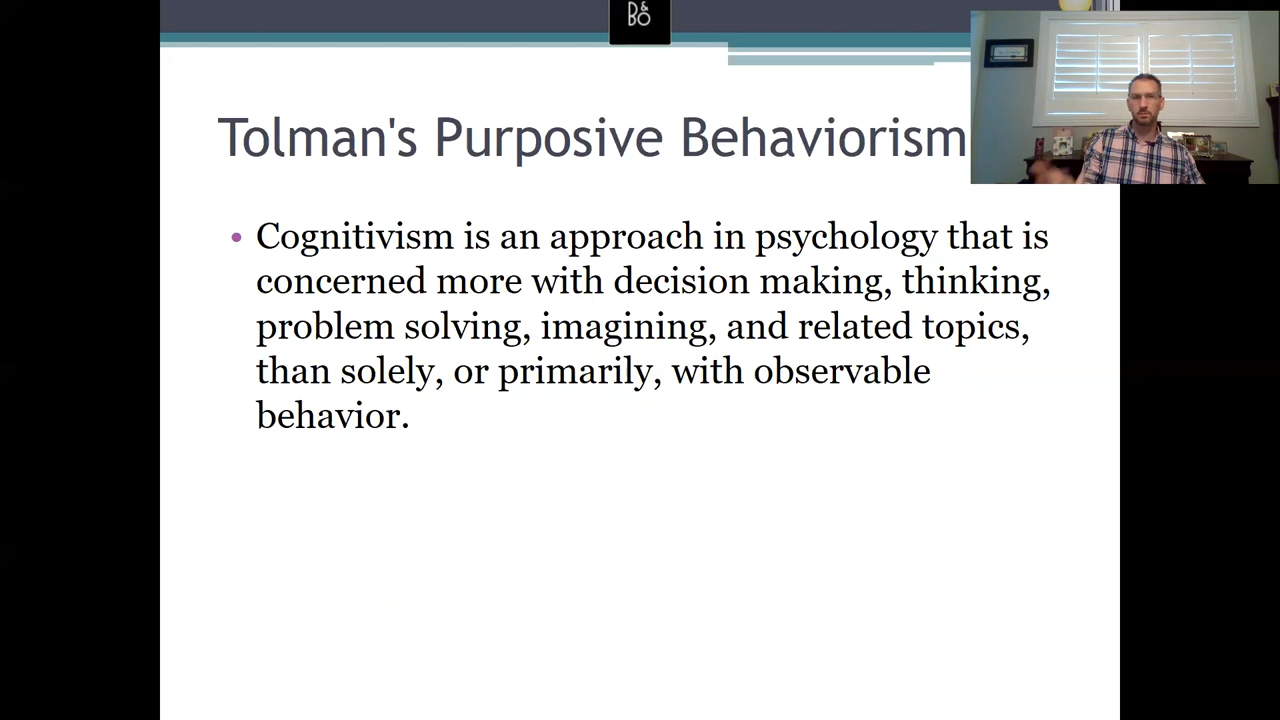 B&O
Tolman's Purposive Behaviorism
• Cognitivism is an approach in psychology that is
concerned more with decision making, thinking,
problem solving, imagining, and related topics,
than solely, or primarily, with observable
behavior.